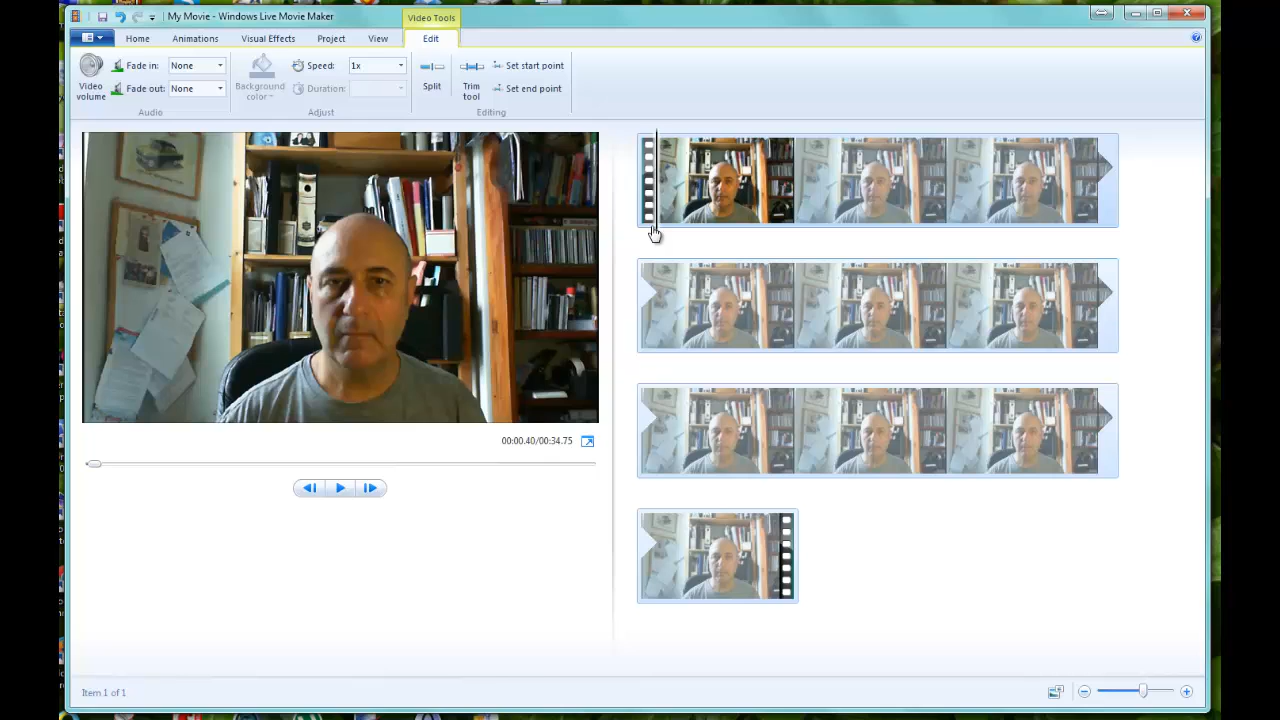 My Movie - Windows Live Movie Maker
Video Tools
Home Animations Visual Effects Project View Edit
Video volume
Fade in: None
Fade out: None
Audio
Background color
Speed: 1x
Duration:
Adjust
Split
Trim tool
Set start point
Set end point
Editing
00:00.40/00:34.75
Item 1 of 1